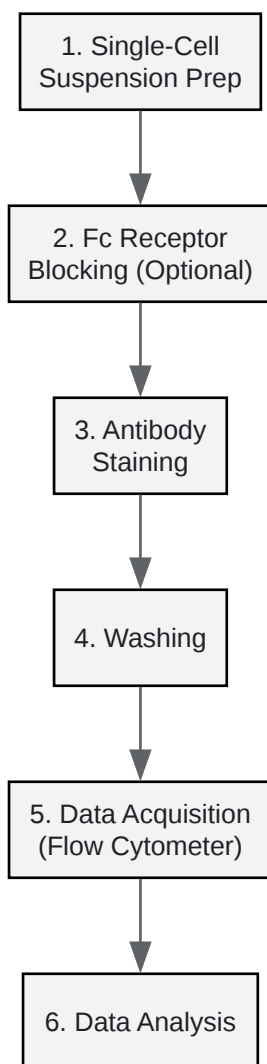 1. Single-Cell
Suspension Prep
2. Fc Receptor
Blocking (Optional)
3. Antibody
Staining
4. Washing
5. Data Acquisition
(Flow Cytometer)
6. Data Analysis